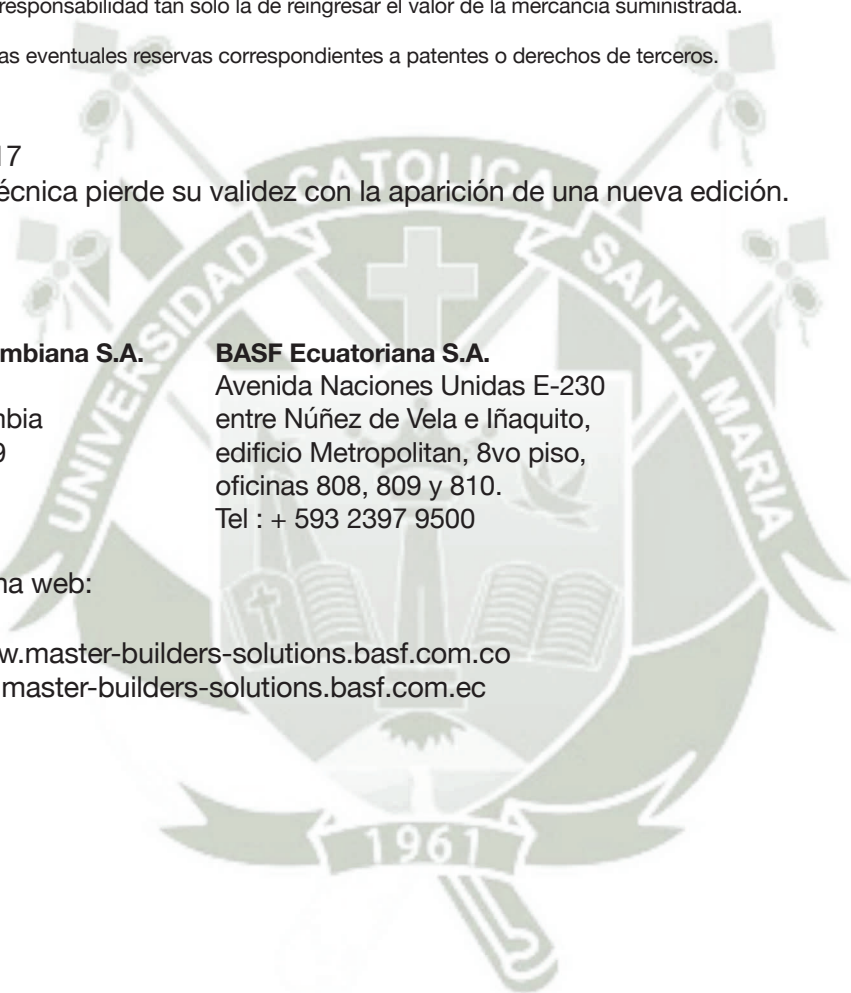 responsabilidad tan solo la de reingresar el valor de la mercancía suministrada.
as eventuales reservas correspondientes a patentes o derechos de terceros.
17
écnica pierde su validez con la aparición de una nueva edición.
mbiana S.A.
mbia
9
BASF Ecuatoriana S.A.
Avenida Naciones Unidas E-230
entre Núñez de Vela e Iñaquito,
edificio Metropolitan, 8vo piso,
oficinas 808, 809 y 810.
Tel : + 593 2397 9500
na web:
w.master-builders-solutions.basf.com.co
.master-builders-solutions.basf.com.ec
UNIVERSIDAD CATOLICA SANTA MARIA
1961